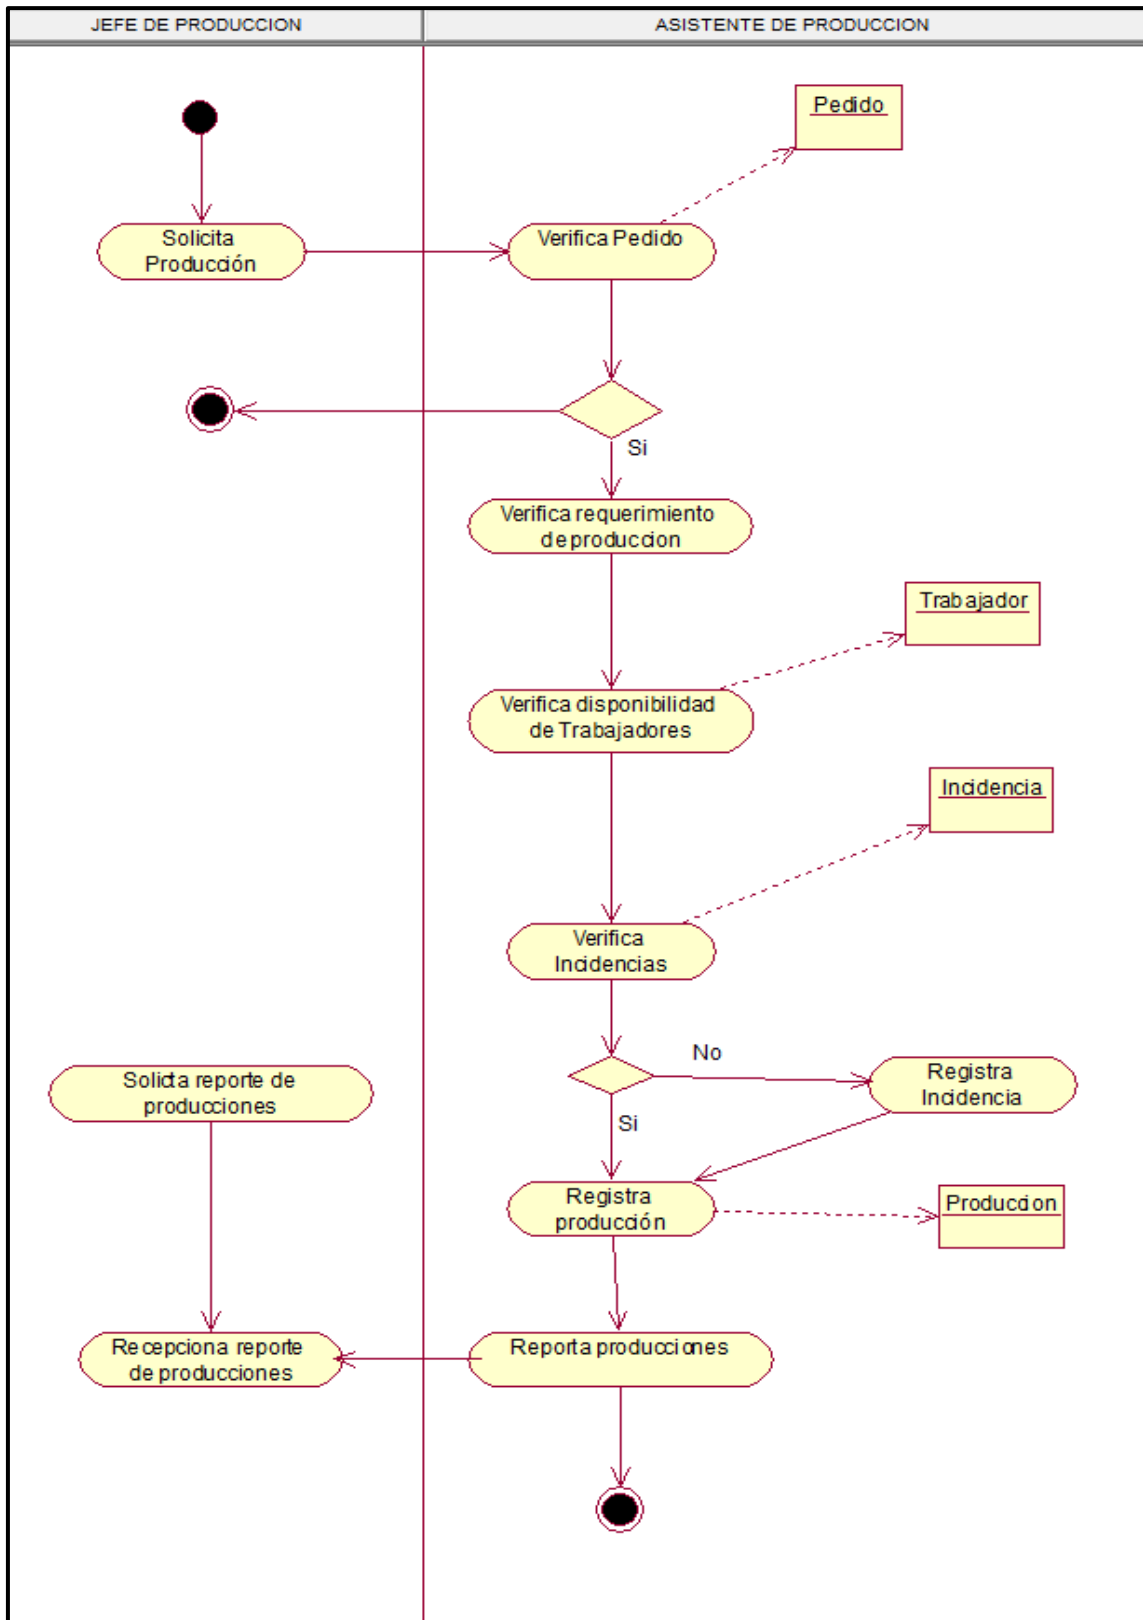 JEFE DE PRODUCCION
ASISTENTE DE PRODUCCION
Pedido
Solicita
Producción
Verifica Pedido
Si
Verifica requerimiento
de produccion
Trabajador
Verifica disponibilidad
de Trabajadores
Incidencia
Verifica
Incidencias
No
Solicta reporte de
producciones
Registra
Incidencia
Si
Registra
producción
Produccion
Recepciona reporte
de producciones
Reporta producciones